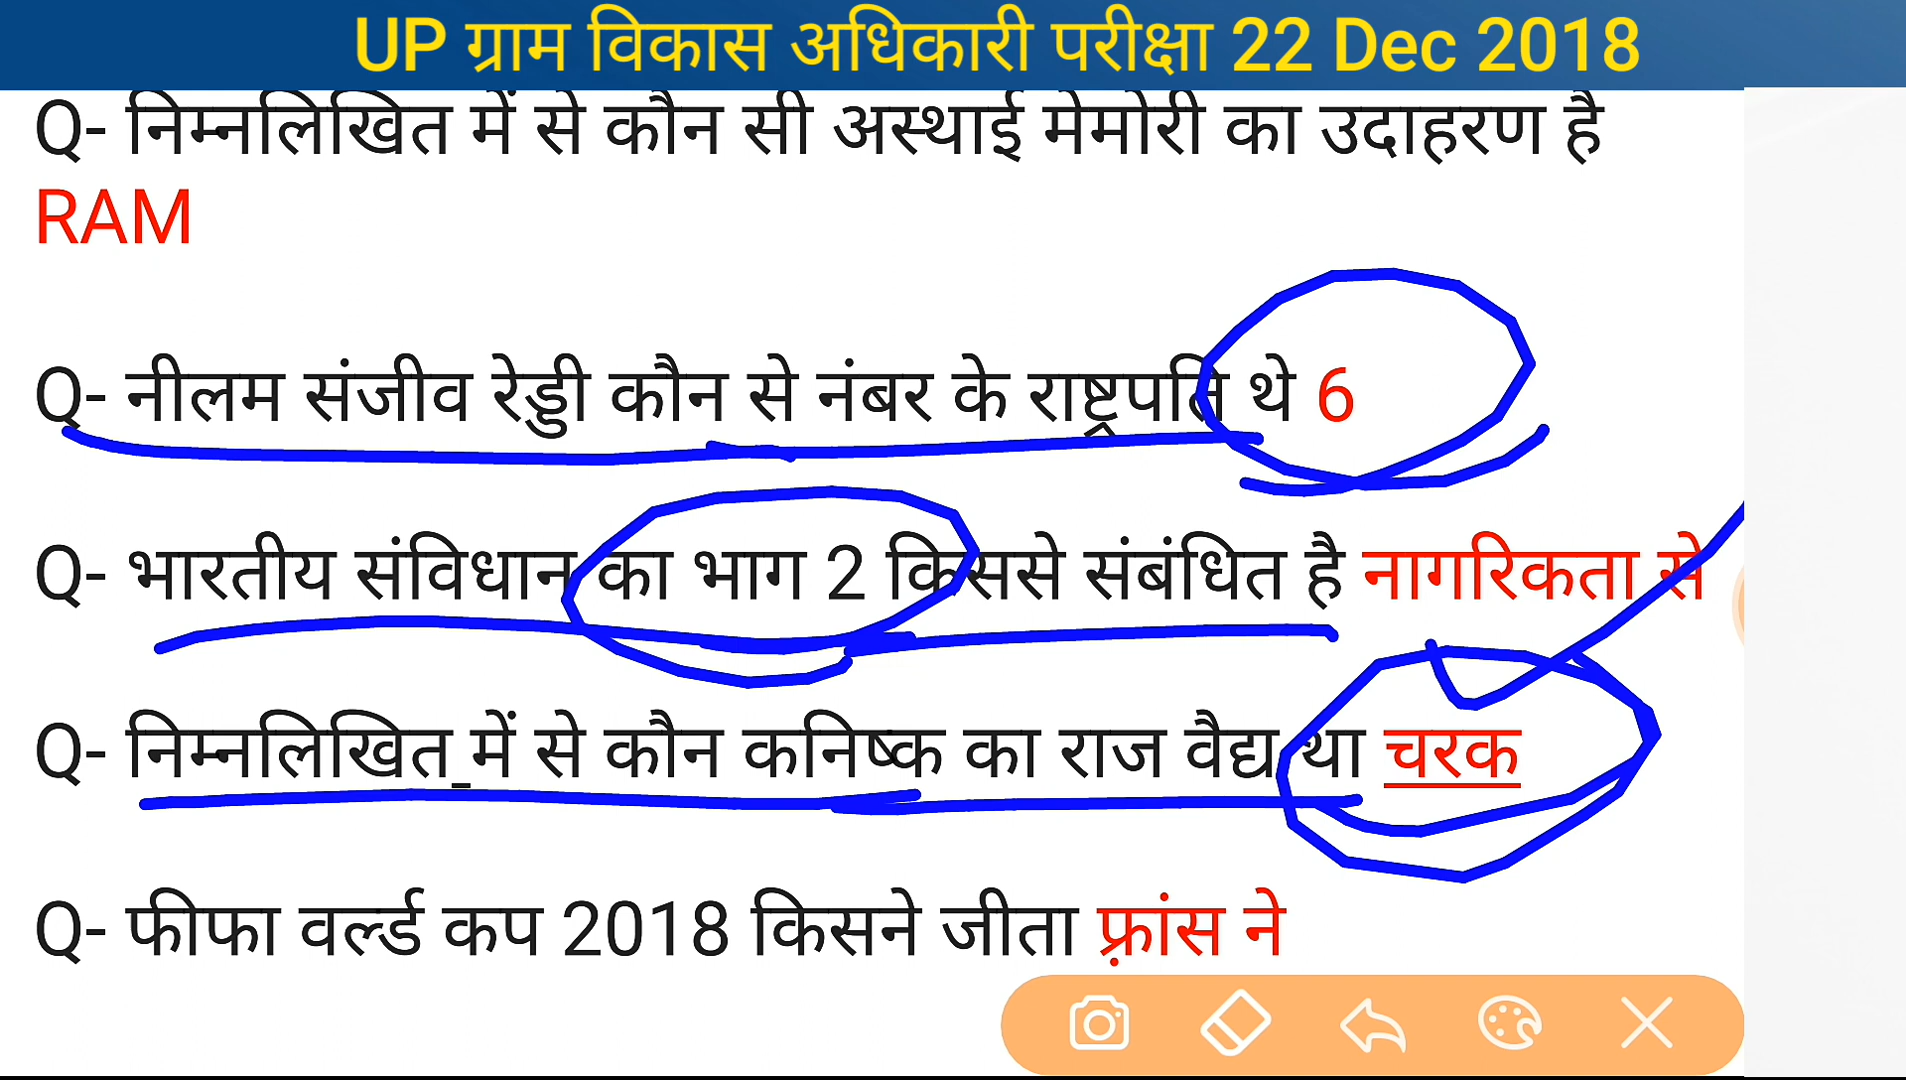 UP ग्राम विकास अधिकारी परीक्षा 22 Dec 2018
Q- निम्नलिखित में से कौन सी अस्थाई मेमोरी का उदाहरण है
RAM
Q- नीलम संजीव रेड्डी कौन से नंबर के राष्ट्रपति थे 6
Q- भारतीय संविधान का भाग 2 किससे संबंधित है नागरिकता से
Q- निम्नलिखित में से कौन कनिष्क का राज वैद्य था चरक
Q- फीफा वर्ल्ड कप 2018 किसने जीता फ़्रांस ने